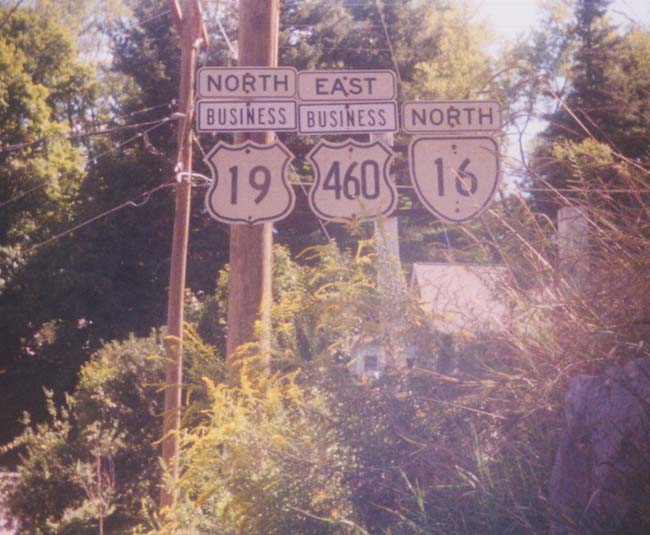 NORTH
BUSINESS
19
EAST
BUSINESS
460
NORTH
16